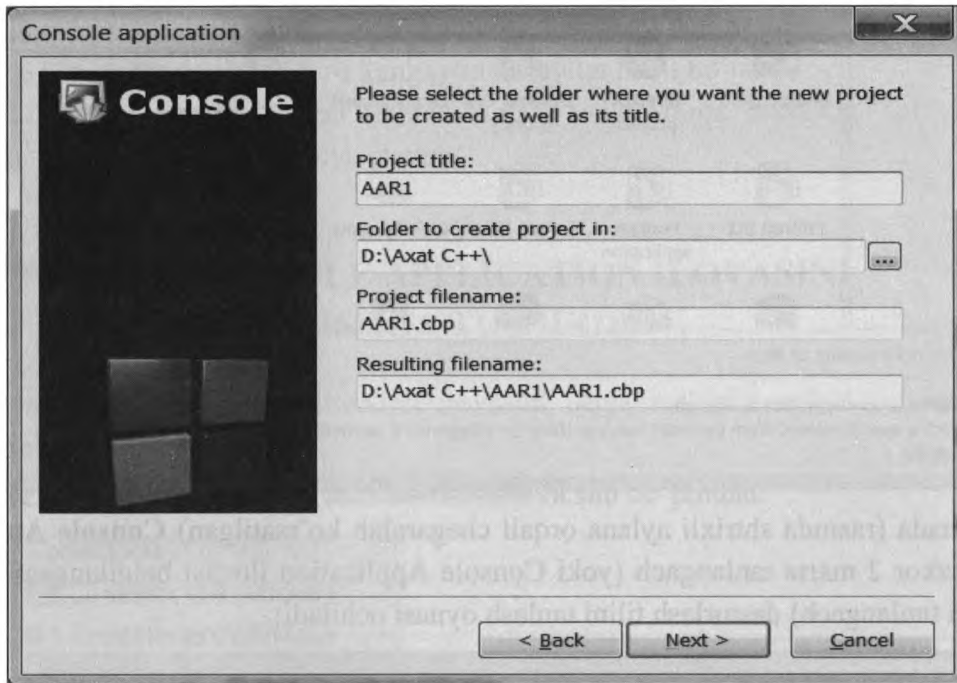 Console application
Console
Please select the folder where you want the new project
to be created as well as its title.
Project title:
AAR1
Folder to create project in:
D:\Axat C++\
...
Project filename:
AAR1.cbp
Resulting filename:
D:\Axat C++\AAR1\AAR1.cbp
< Back
Next >
Cancel